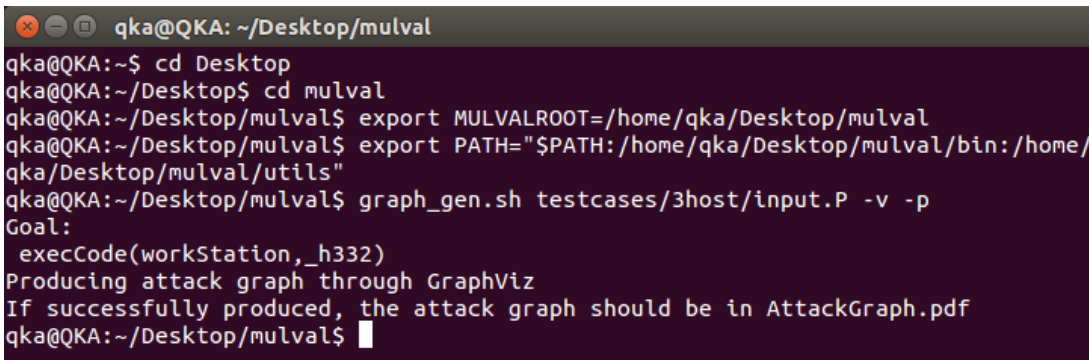 qka@QKA: ~/Desktop/mulval
qka@QKA:~$ cd Desktop
qka@QKA:~/Desktop$ cd mulval
qka@QKA:~/Desktop/mulval$ export MULVALROOT=/home/qka/Desktop/mulval
qka@QKA:~/Desktop/mulval$ export PATH="$PATH:/home/qka/Desktop/mulval/bin:/home/
qka/Desktop/mulval/utils"
qka@QKA:~/Desktop/mulval$ graph_gen.sh testcases/3host/input.P -v -p
Goal:
 execCode(workStation,_h332)
Producing attack graph through GraphViz
If successfully produced, the attack graph should be in AttackGraph.pdf
qka@QKA:~/Desktop/mulval$